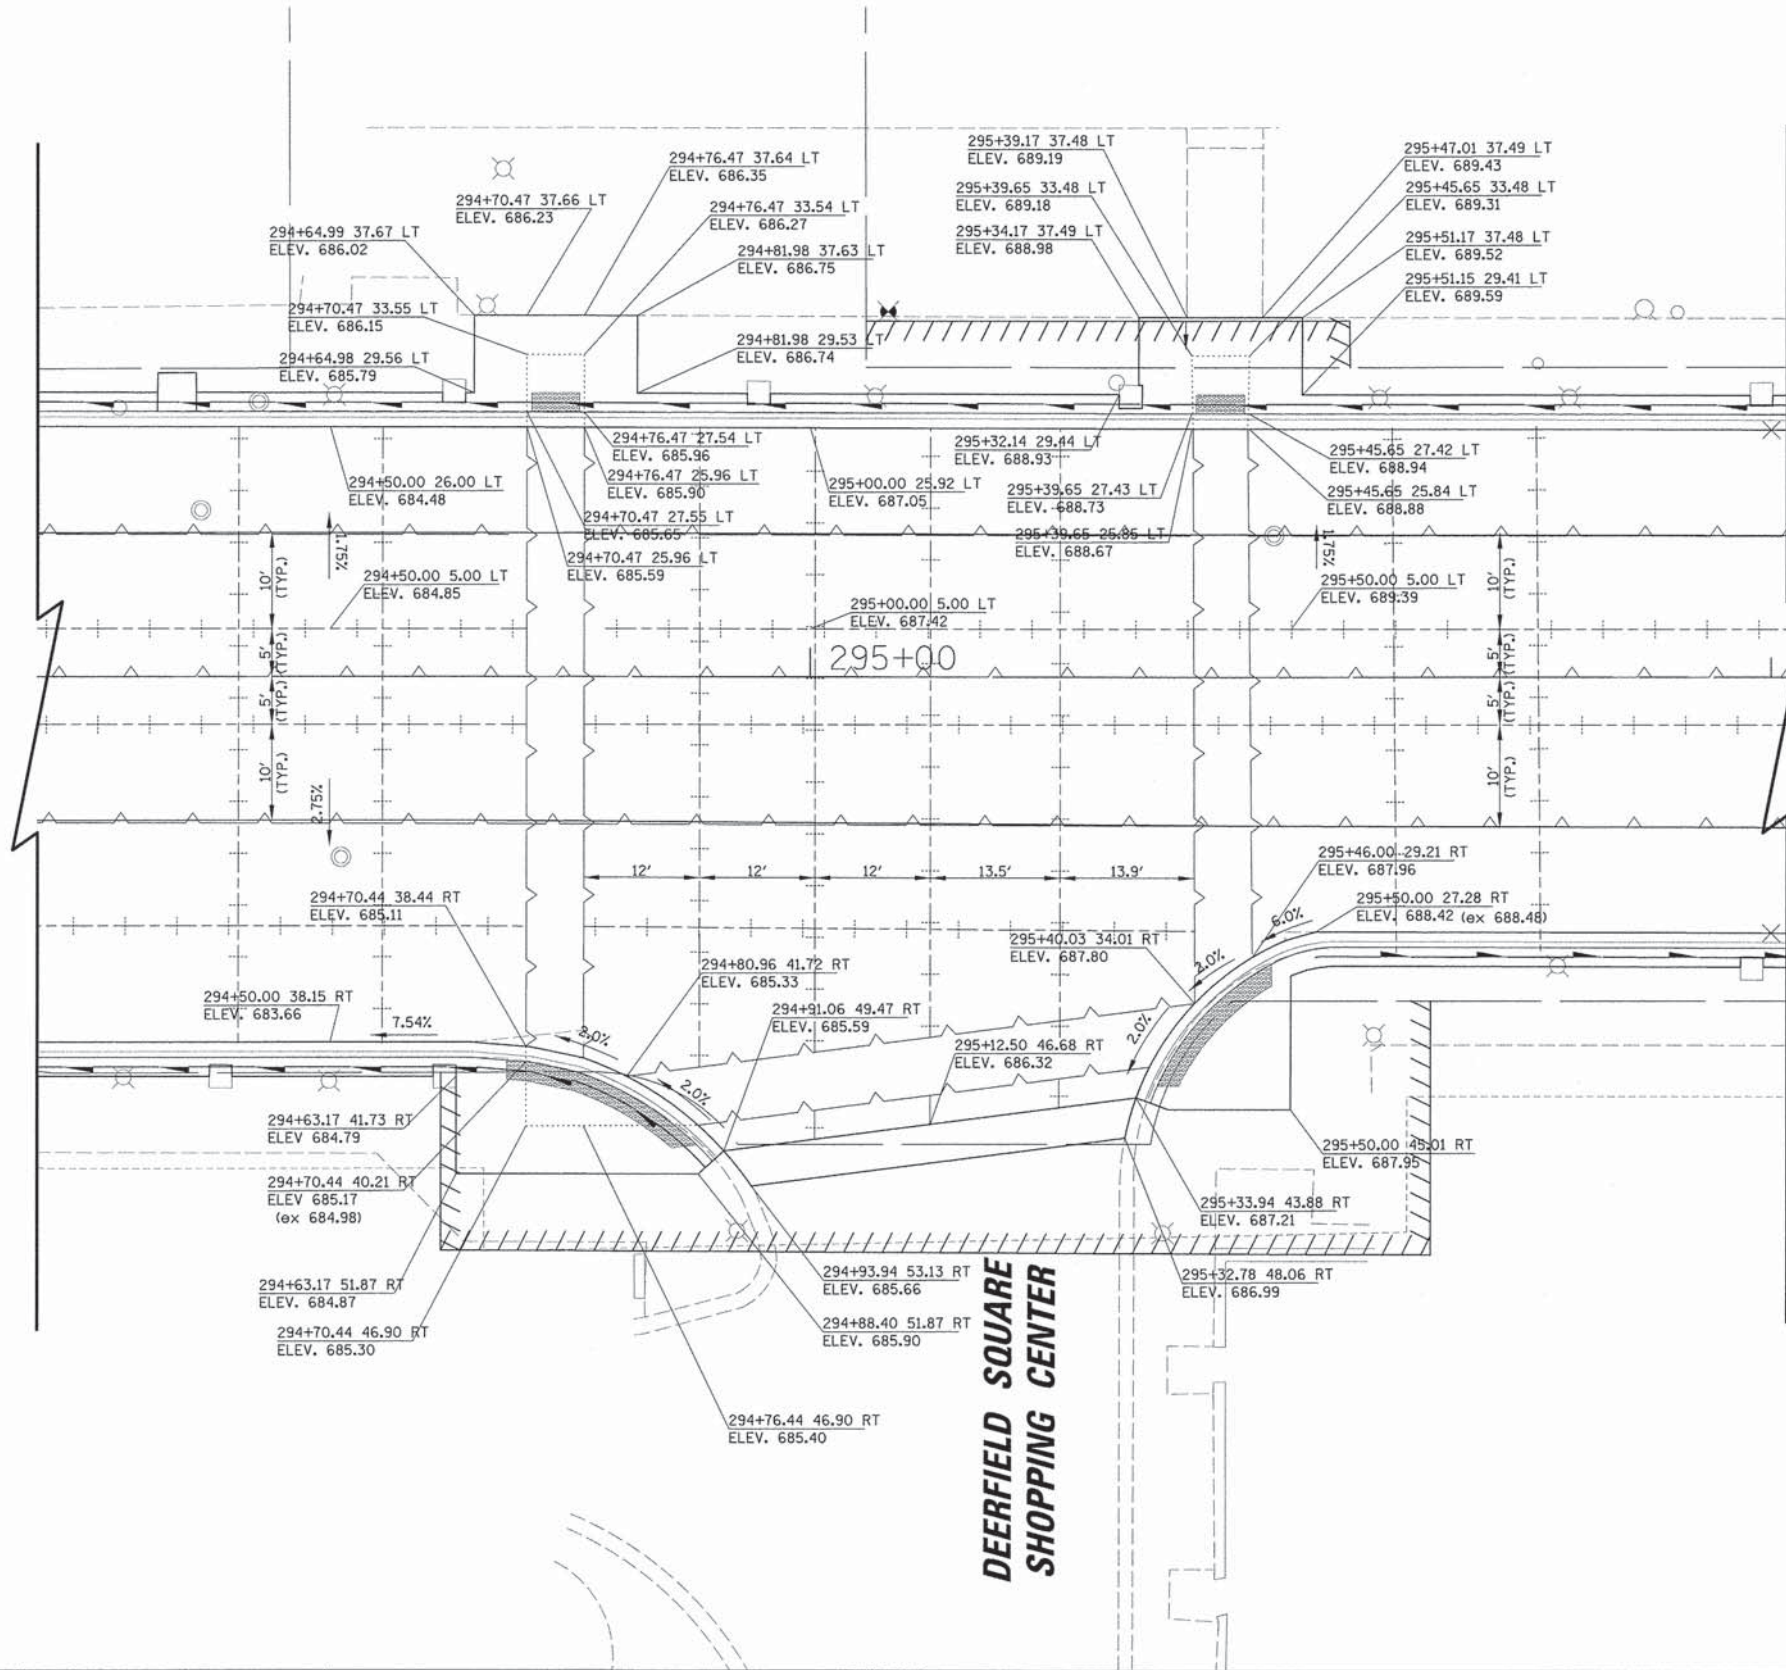 295+39.17 37.48 LT
ELEV. 689.19
295+47.01 37.49 LT
ELEV. 689.43
294+76.47 37.64 LT
ELEV. 686.35
295+39.65 33.48 LT
ELEV. 689.18
295+45.65 33.48 LT
ELEV. 689.31
294+70.47 37.66 LT
ELEV. 686.23
294+76.47 33.54 LT
ELEV. 686.27
294+64.99 37.67 LT
ELEV. 686.02
295+34.17 37.49 LT
ELEV. 688.98
295+51.17 37.48 LT
ELEV. 689.52
294+81.98 37.63 LT
ELEV. 686.75
295+51.15 29.41 LT
ELEV. 689.59
294+70.47 33.55 LT
ELEV. 686.15
294+81.98 29.53 LT
ELEV. 686.74
294+64.98 29.56 LT
ELEV. 685.79
294+76.47 27.54 LT
ELEV. 685.96
295+32.14 29.44 LT
ELEV. 688.93
295+45.65 27.42 LT
ELEV. 688.94
294+50.00 26.00 LT
ELEV. 684.48
294+76.47 25.96 LT
ELEV. 685.90
295+00.00 25.92 LT
ELEV. 687.05
295+39.65 27.43 LT
ELEV. 688.73
295+45.65 25.84 LT
ELEV. 688.88
294+70.47 27.55 LT
ELEV. 685.65
295+39.65 25.85 LT
ELEV. 688.67
294+70.47 25.96 LT
ELEV. 685.59
1.75%
1.75%
294+50.00 5.00 LT
ELEV. 684.85
295+50.00 5.00 LT
ELEV. 689.39
295+00.00 5.00 LT
ELEV. 687.42
10'
(TYP.)
10'
(TYP.)
5'
(TYP.)
5'
(TYP.)
295+00
5'
(TYP.)
5'
(TYP.)
10'
(TYP.)
10'
(TYP.)
2.75%
12'
12'
12'
13.5'
13.9'
295+46.00 29.21 RT
ELEV. 687.96
294+70.44 38.44 RT
ELEV. 685.11
295+50.00 27.28 RT
ELEV. 688.42 (ex 688.48)
6.0%
295+40.03 34.01 RT
ELEV. 687.80
2.0%
294+80.96 41.72 RT
ELEV. 685.33
294+50.00 38.15 RT
ELEV. 683.66
294+91.06 49.47 RT
ELEV. 685.59
7.54%
2.0%
2.0%
295+12.50 46.68 RT
ELEV. 686.32
2.0%
294+63.17 41.73 RT
ELEV 684.79
295+50.00 45.01 RT
ELEV. 687.95
294+70.44 40.21 RT
ELEV 685.17
(ex 684.98)
295+33.94 43.88 RT
ELEV. 687.21
294+63.17 51.87 RT
ELEV. 684.87
294+93.94 53.13 RT
ELEV. 685.66
295+32.78 48.06 RT
ELEV. 686.99
294+70.44 46.90 RT
ELEV. 685.30
294+88.40 51.87 RT
ELEV. 685.90
294+76.44 46.90 RT
ELEV. 685.40
DEERFIELD SQUARE
SHOPPING CENTER